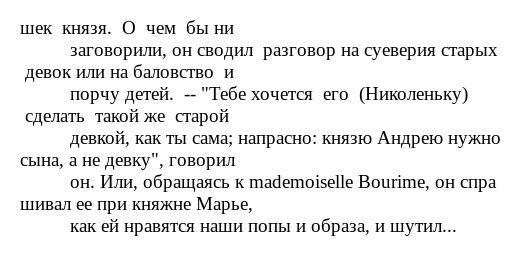 шек князя. О чем бы ни
заговорили, он сводил разговор на суеверия старых
девок или на баловство и
порчу детей. -- "Тебе хочется его (Николеньку)
сделать такой же старой
девкой, как ты сама; напрасно: князю Андрею нужно
сына, а не девку", говорил
он. Или, обращаясь к mademoiselle Bourime, он спра
шивал ее при княжне Марье,
как ей нравятся наши попы и образа, и шутил...